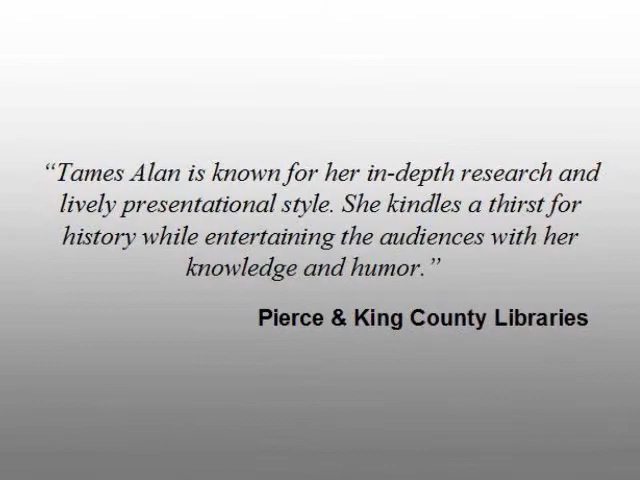 “Tames Alan is known for her in-depth research and
lively presentational style. She kindles a thirst for
history while entertaining the audiences with her
knowledge and humor.”
Pierce & King County Libraries